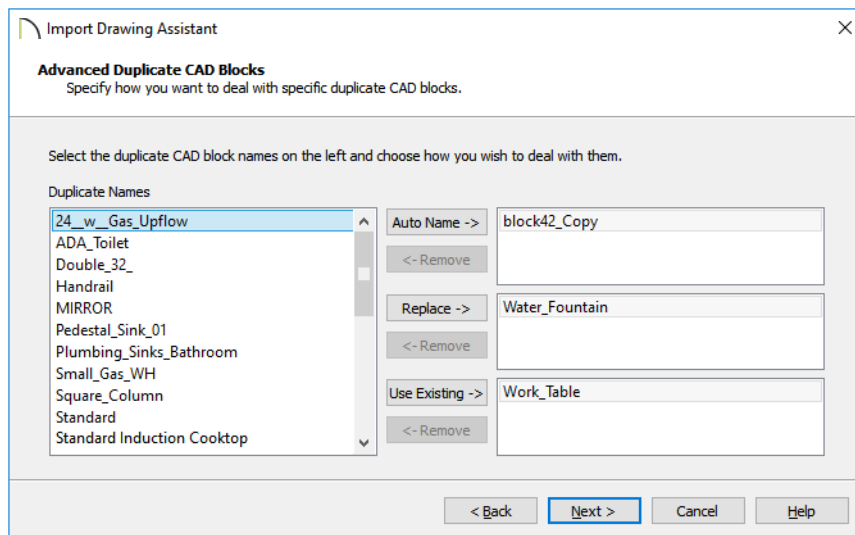 Import Drawing Assistant
Advanced Duplicate CAD Blocks
Specify how you want to deal with specific duplicate CAD blocks.
Select the duplicate CAD block names on the left and choose how you wish to deal with them.
Duplicate Names
24__w__Gas_Upflow
ADA_Toilet
Double_32_
Handrail
MIRROR
Pedestal_Sink_01
Plumbing_Sinks_Bathroom
Small_Gas_WH
Square_Column
Standard
Standard Induction Cooktop
Auto Name ->
<- Remove
block42_Copy
Replace ->
<- Remove
Water_Fountain
Use Existing ->
<- Remove
Work_Table
< Back
Next >
Cancel
Help